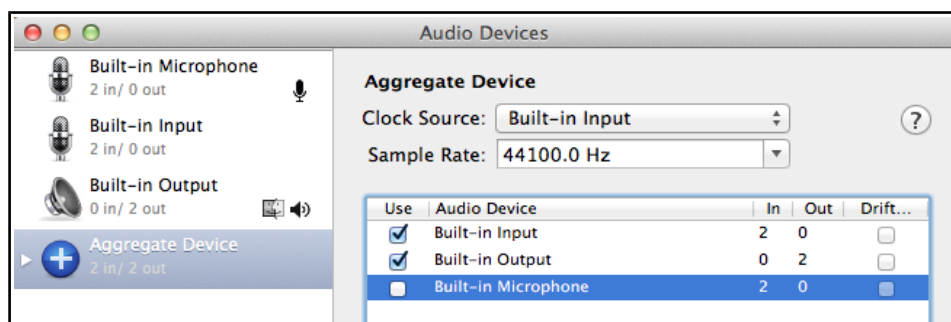 Audio Devices
Built-in Microphone
2 in/ 0 out
Built-in Input
2 in/ 0 out
Built-in Output
0 in/ 2 out
Aggregate Device
2 in/ 2 out
Aggregate Device
Clock Source: Built-in Input
?
Sample Rate: 44100.0 Hz
Use Audio Device In Out Drift...
Built-in Input 2 0
Built-in Output 0 2
Built-in Microphone 2 0